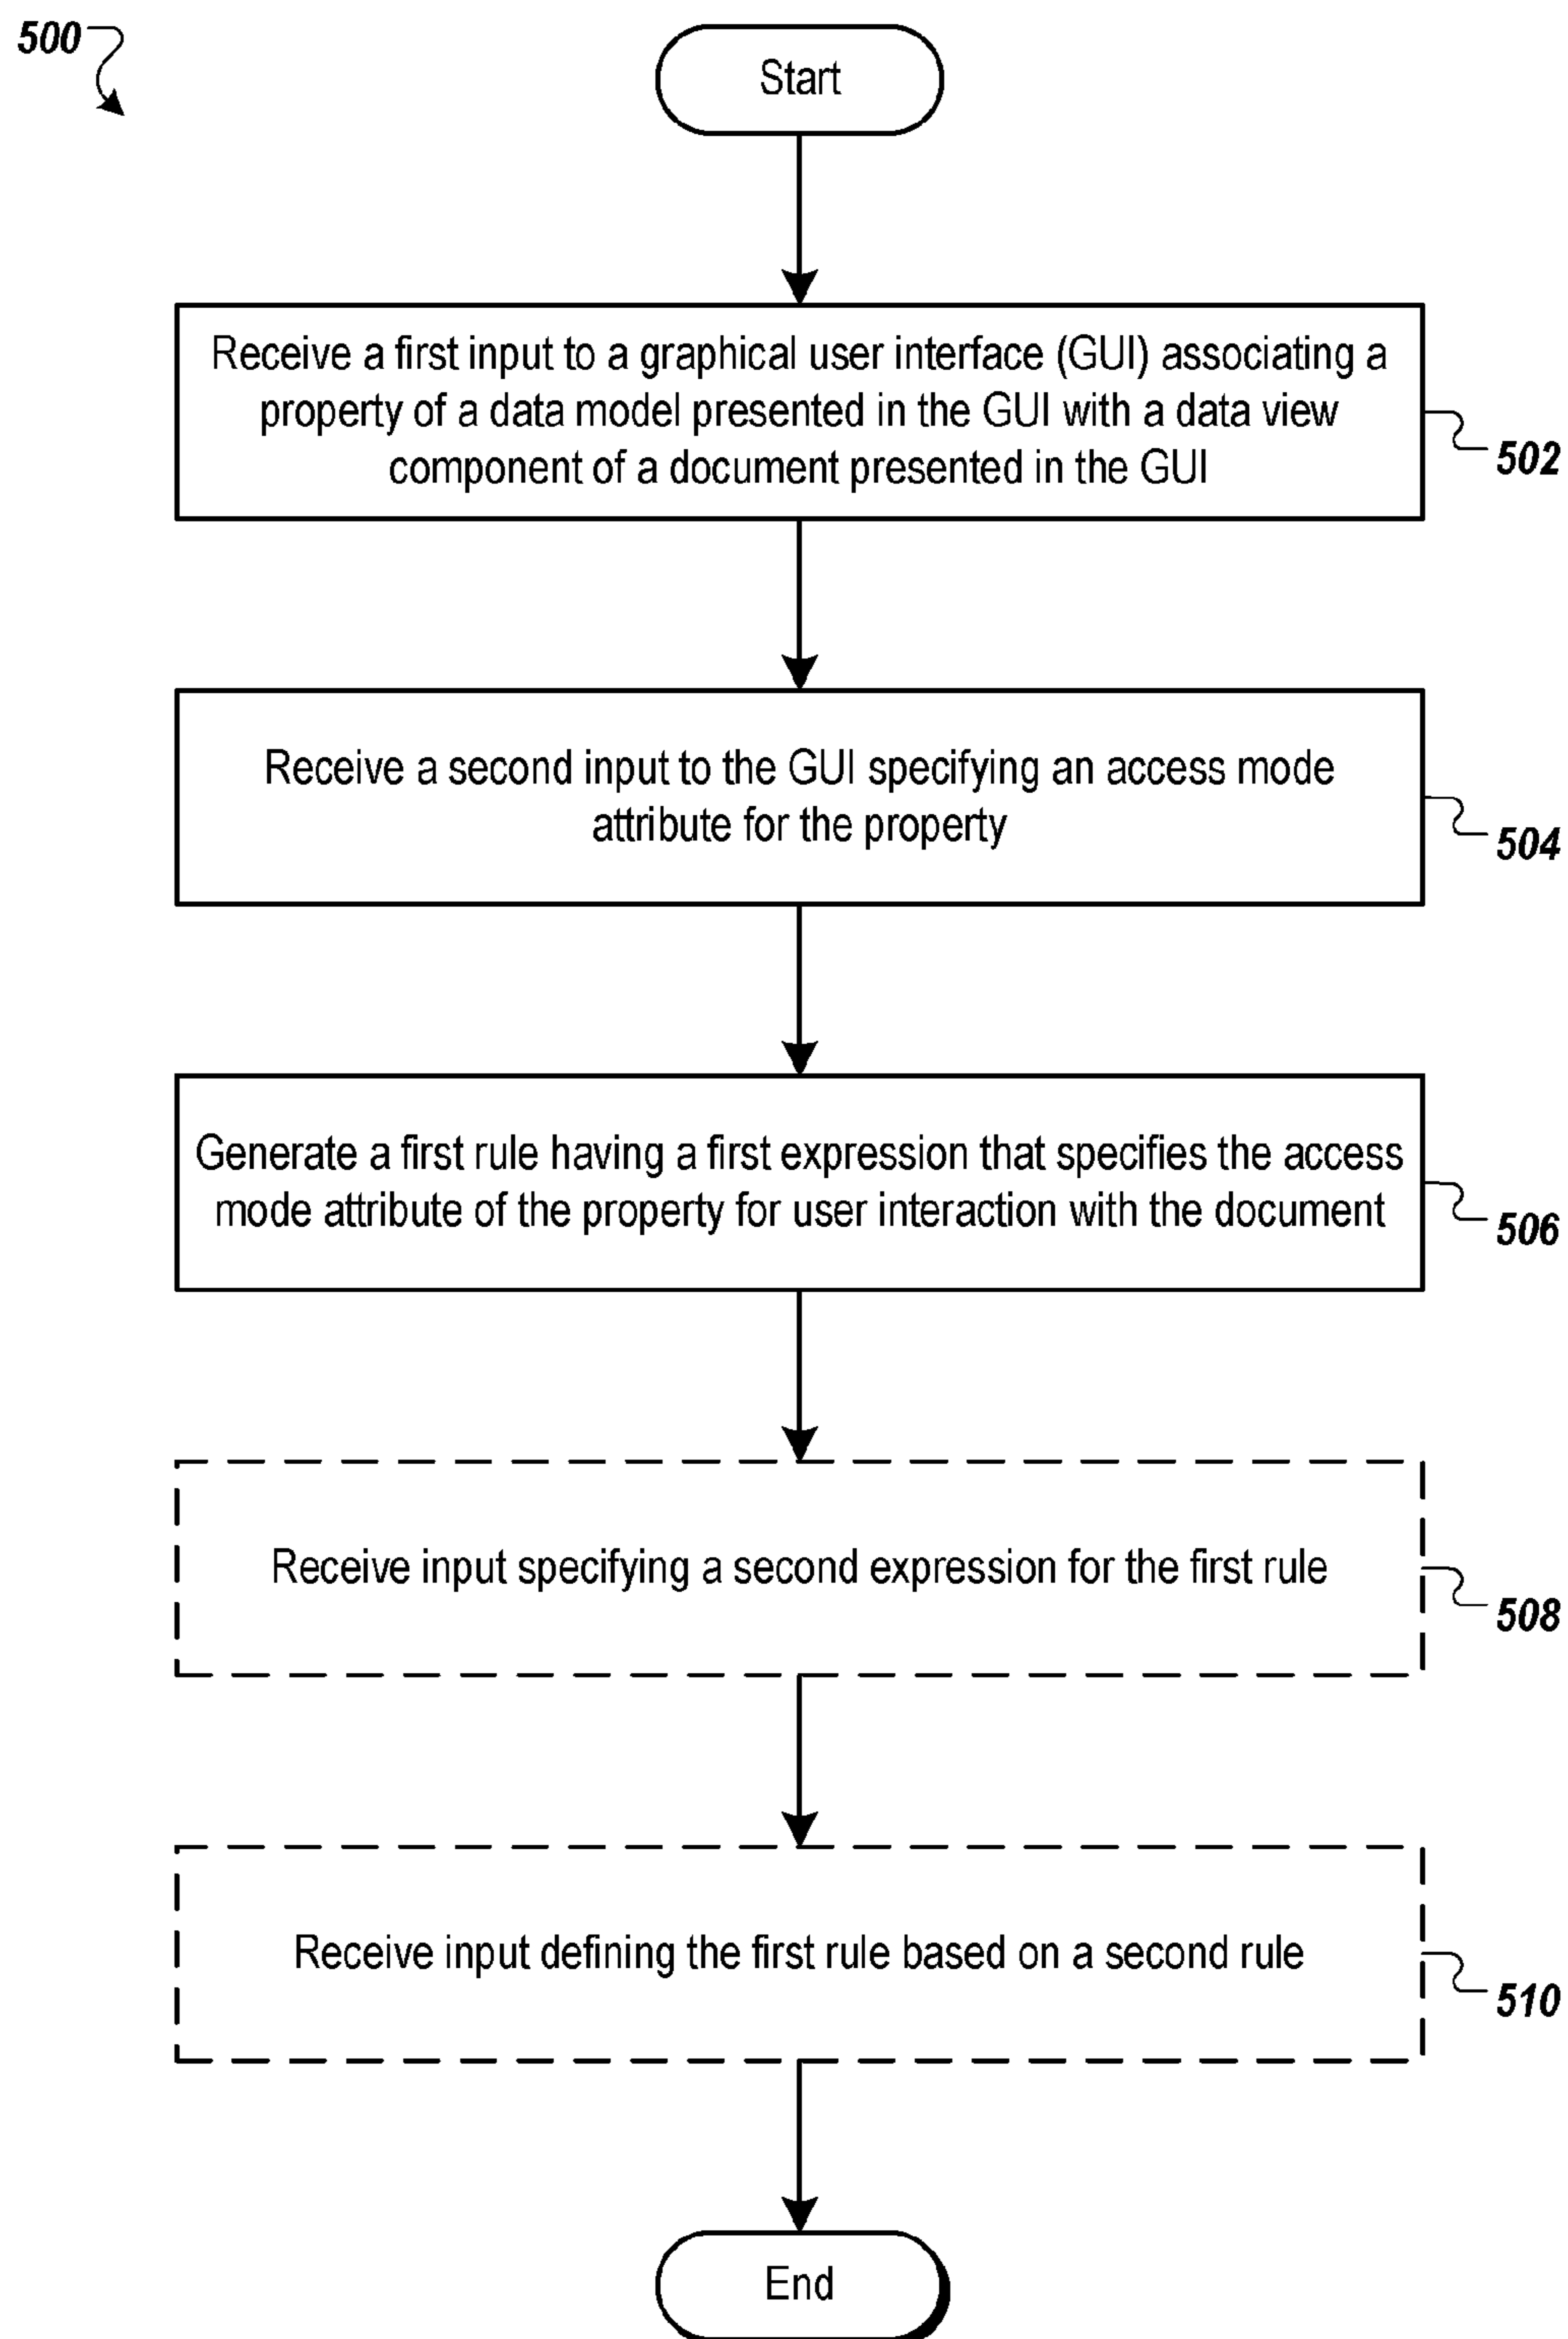 500
Start
Receive a first input to a graphical user interface (GUI) associating a
property of a data model presented in the GUI with a data view
component of a document presented in the GUI
502
Receive a second input to the GUI specifying an access mode
attribute for the property
504
Generate a first rule having a first expression that specifies the access
mode attribute of the property for user interaction with the document
506
Receive input specifying a second expression for the first rule
508
Receive input defining the first rule based on a second rule
510
End